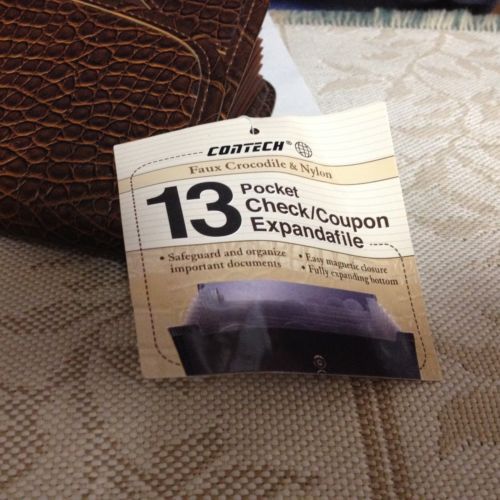 CONTECH®
Faux Crocodile & Nylon
13 Pocket
Check/Coupon
Expandafile
• Safeguard and organize
important documents
• Easy magnetic closure
• Fully expanding bottom